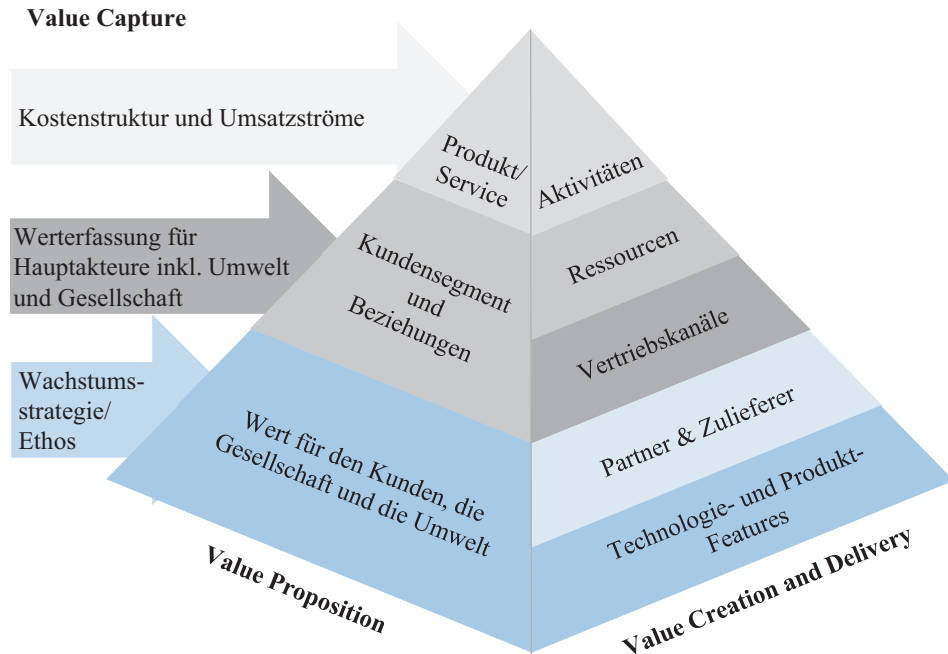 Value Capture
Kostenstruktur und Umsatzströme
Werterfassung für
Hauptakteure inkl. Umwelt
und Gesellschaft
Wachstums-
strategie/
Ethos
Produkt/
Service
Kundensegment
und
Beziehungen
Wert für den Kunden, die
Gesellschaft und die Umwelt
Value Proposition
Aktivitäten
Ressourcen
Vertriebskanäle
Partner & Zulieferer
Technologie- und Produkt-
Features
Value Creation and Delivery